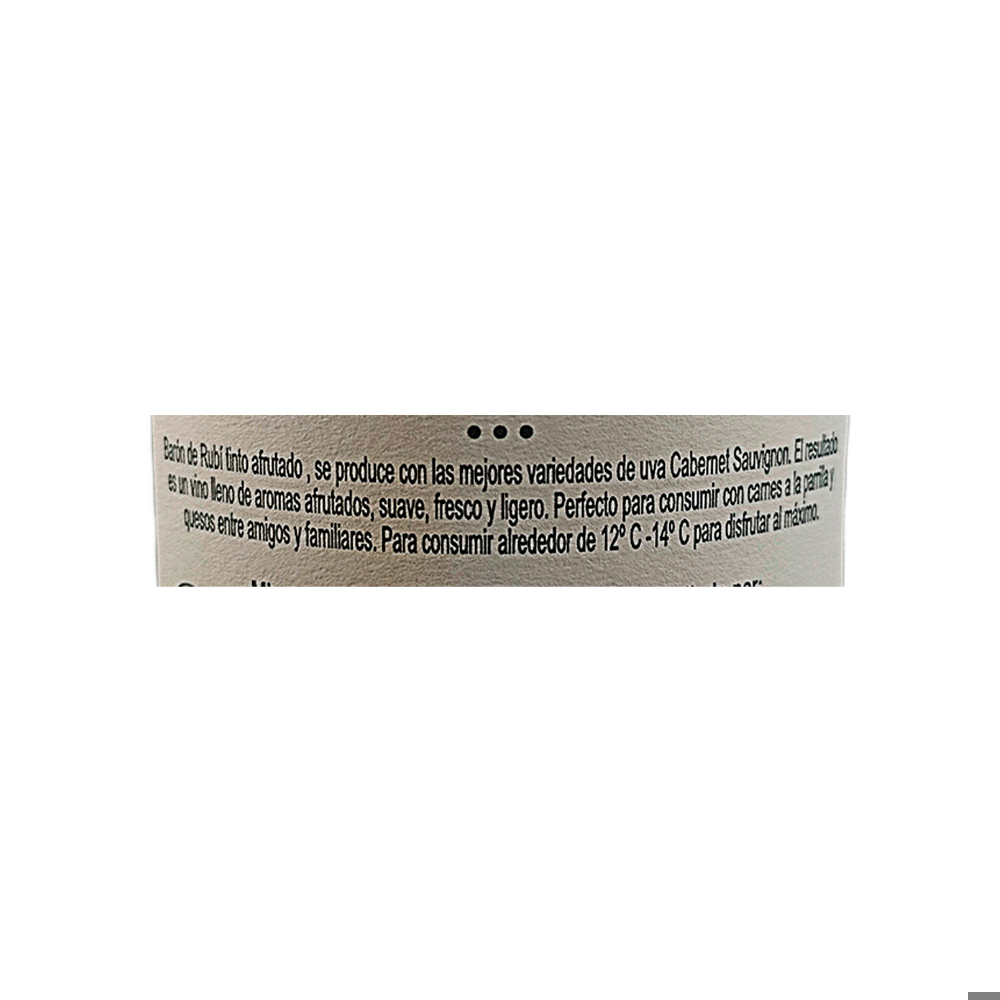 Barón de Rubí tinto afrutado , se produce con las mejores variedades de uva Cabernet Sauvignon. El resultado
es un vino lleno de aromas afrutados, suave, fresco y ligero. Perfecto para consumir con carnes a la parrilla y
quesos entre amigos y familiares. Para consumir alrededor de 12º C -14º C para disfrutar al máximo.